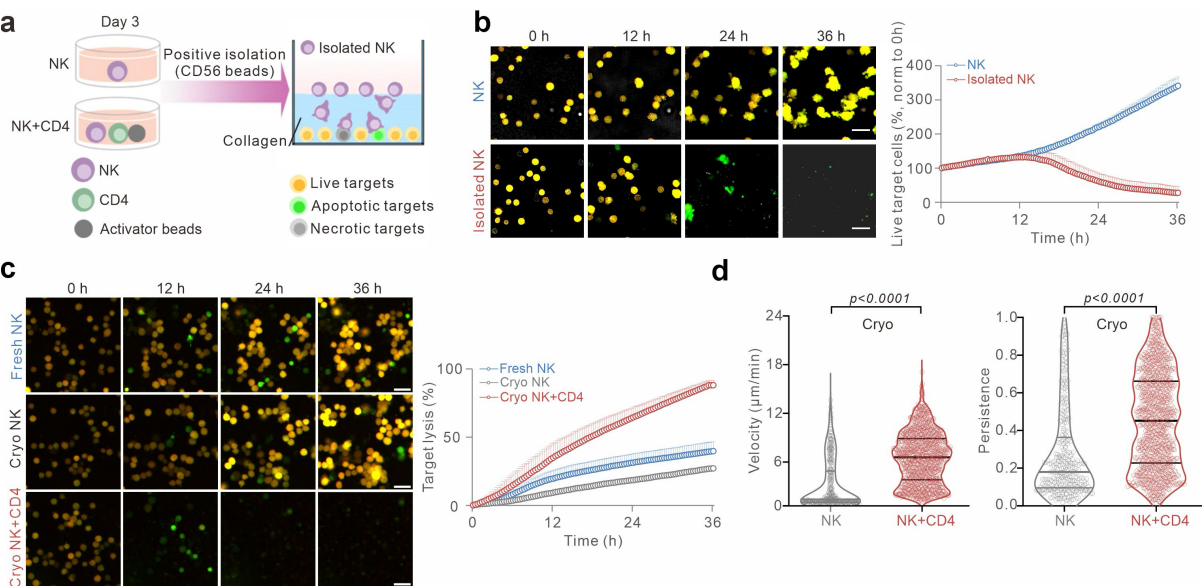 a
Day 3
NK
NK+CD4
Positive isolation
(CD56 beads)
Isolated NK
Collagen
NK
CD4
Activator beads
Live targets
Apoptotic targets
Necrotic targets
b
0 h
12 h
24 h
36 h
NK
Isolated NK
Live target cells (%, norm to 0h)
400
300
200
100
0
NK
Isolated NK
0
12
24
36
Time (h)
c
0 h
12 h
24 h
36 h
Fresh NK
Cryo NK
Cryo NK+CD4
Target lysis (%)
100
50
0
Fresh NK
Cryo NK
Cryo NK+CD4
0
12
24
36
Time (h)
d
p<0.0001
Cryo
Velocity (µm/min)
24
12
6
0
NK
NK+CD4
p<0.0001
Cryo
Persistence
1.0
0.8
0.6
0.4
0.2
0.0
NK
NK+CD4